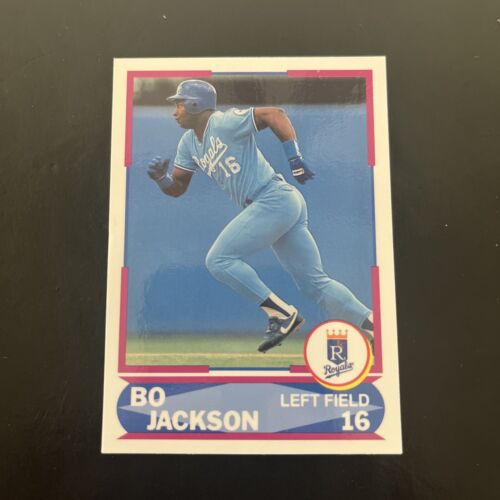 Royals
16
R
Royals
BO
JACKSON
LEFT FIELD
16